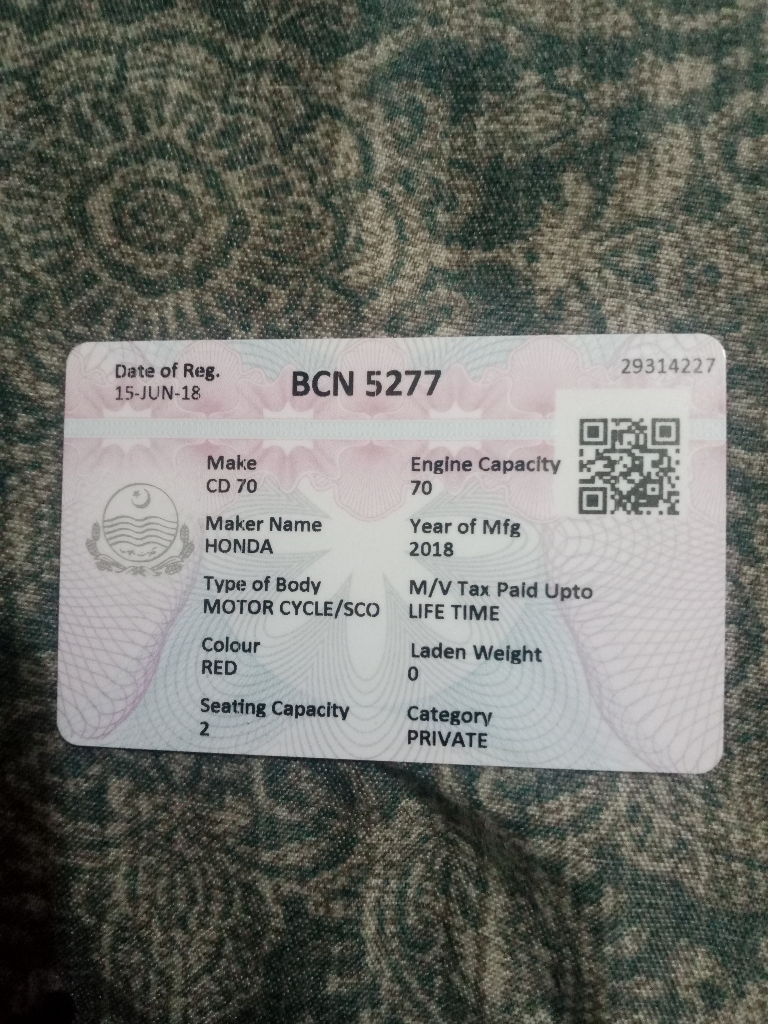 Date of Reg.
15-JUN-18
BCN 5277
29314227
Make
CD 70
Engine Capacity
70
Maker Name
HONDA
Year of Mfg
2018
Type of Body
MOTOR CYCLE/SCO
M/V Tax Paid Upto
LIFE TIME
Colour
RED
Laden Weight
0
Seating Capacity
2
Category
PRIVATE